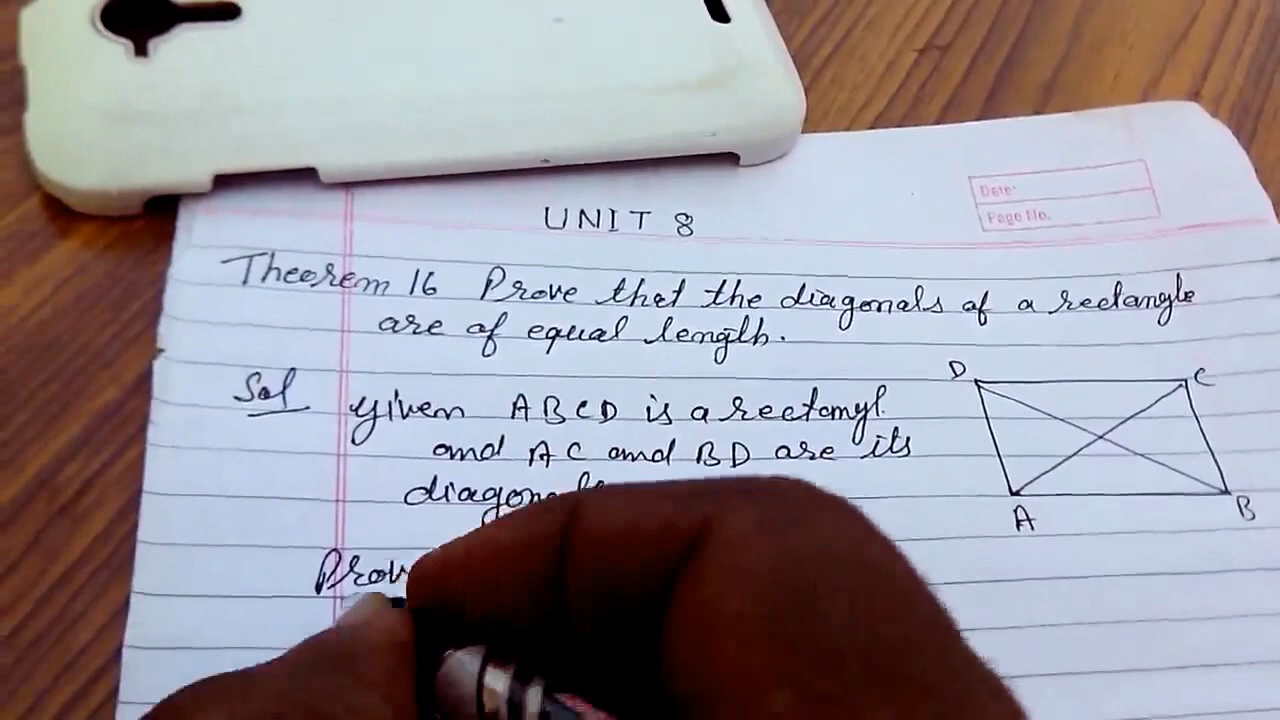 Date:
Page No.
UNIT 8
Theorem 16 Prove that the diagonals of a rectangle
are of equal length.
Sol given ABCD is a rectangl.
and AC and BD are its
D C
A B